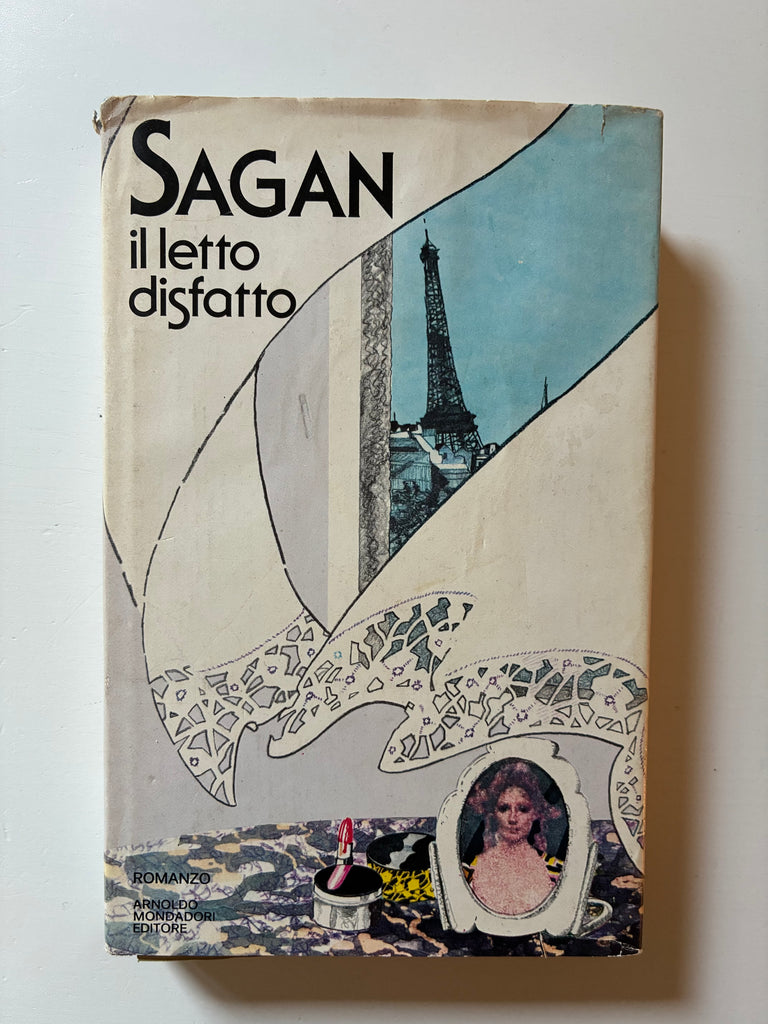 SAGAN
il letto
disfatto
ROMANZO
ARNOLDO
MONDADORI
EDITORE